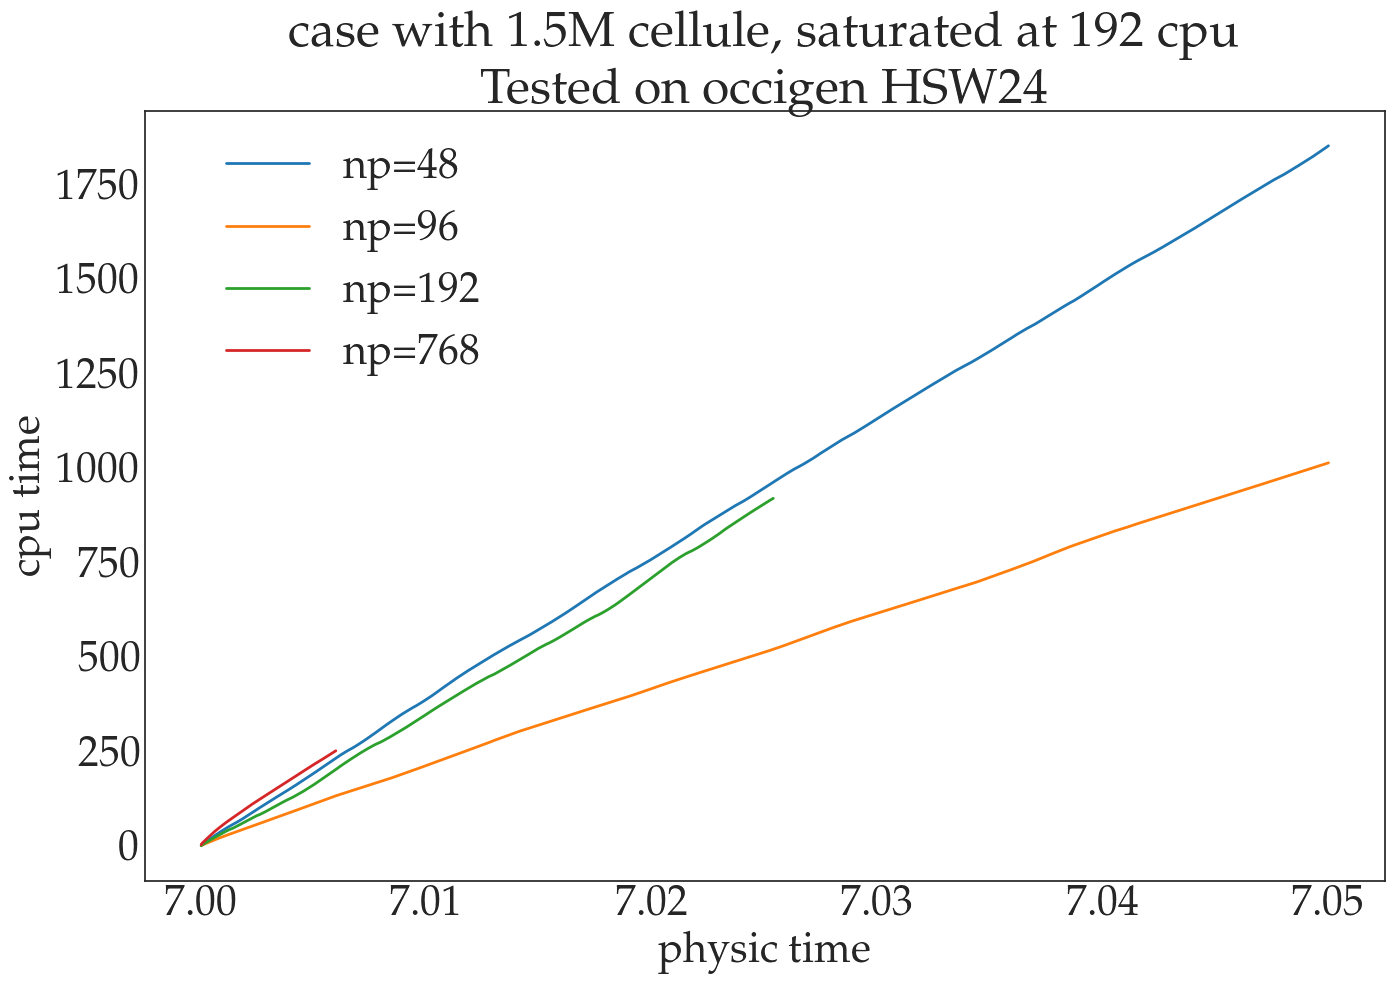 case with 1.5M cellule, saturated at 192 cpu
Tested on occigen HSW24
np=48
np=96
np=192
np=768
1750
1500
1250
1000
750
500
250
0
cpu time
7.00 7.01 7.02 7.03 7.04 7.05
physic time